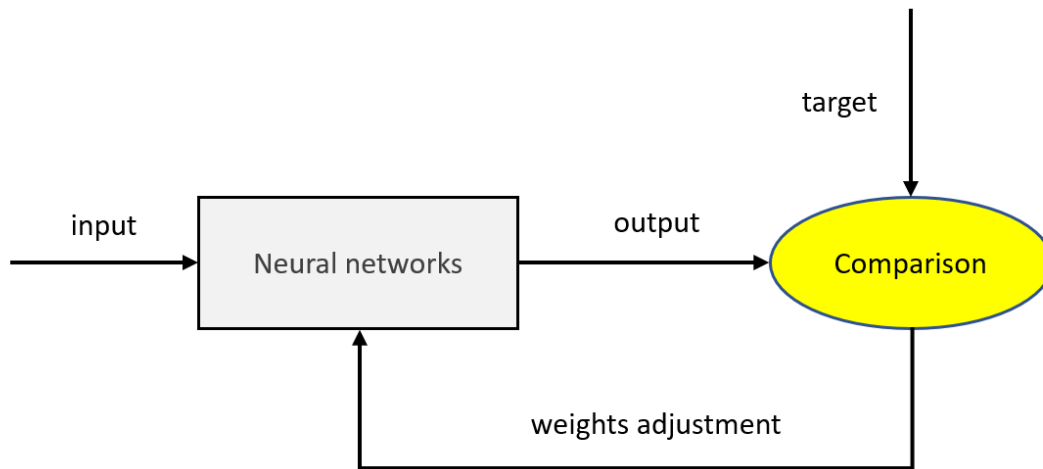 target
input
output
Neural networks
Comparison
weights adjustment